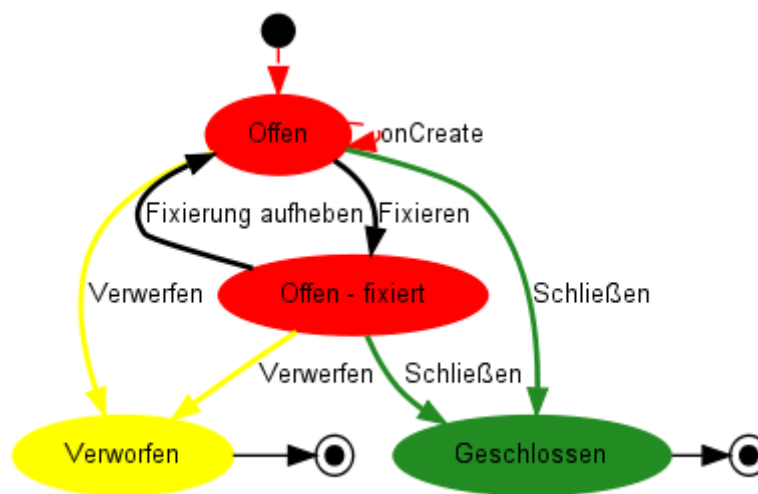 Offen
onCreate
Fixierung aufheben
Fixieren
Verwerfen
Offen - fixiert
Schließen
Verwerfen
Schließen
Verworfen
Geschlossen